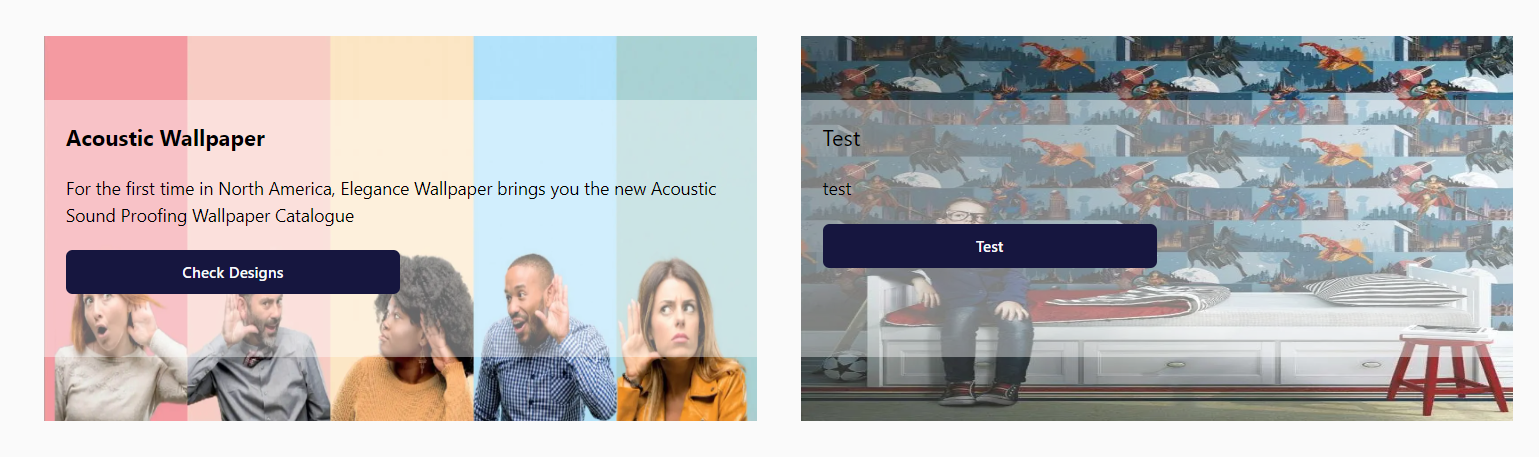 Acoustic Wallpaper
For the first time in North America, Elegance Wallpaper brings you the new Acoustic
Sound Proofing Wallpaper Catalogue
Check Designs
Test
test
Test